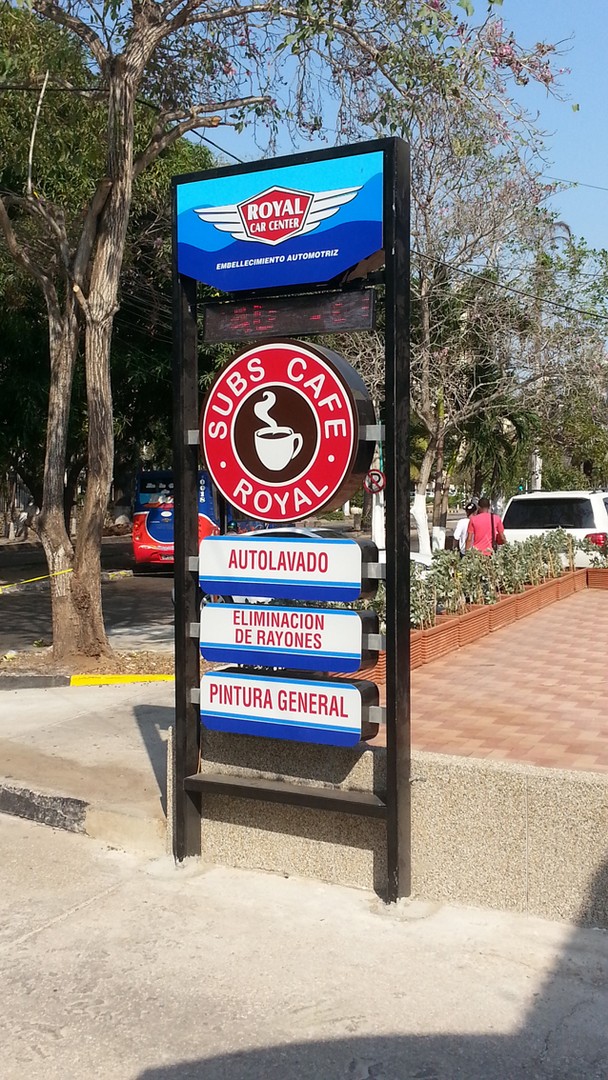 ROYAL
CAR CENTER
EMBELLECIMIENTO AUTOMOTRIZ
SUBS CAFE
ROYAL
AUTOLAVADO
ELIMINACION
DE RAYONES
PINTURA GENERAL